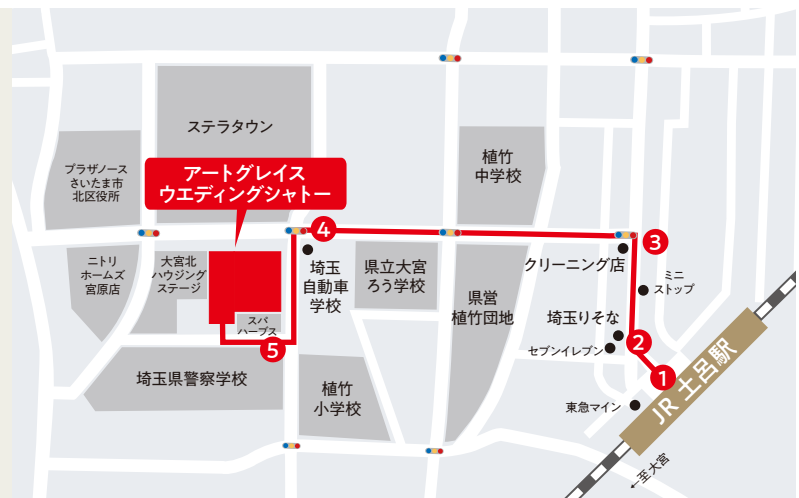 ステラタウン
プラザノース
さいたま市
北区役所
アートグレイス
ウエディングシャトー
植竹
中学校
4
3
ニトリ
ホームズ
宮原店
大宮北
ハウジング
ステージ
埼玉
自動車
学校
県立大宮
ろう学校
クリーニング店
ミニ
ストップ
県営
植竹団地
スパ
ハーブス
埼玉りそな
2
セブンイレブン
5
1
埼玉県警察学校
植竹
小学校
東急マイン
JR 土呂駅
←至大宮